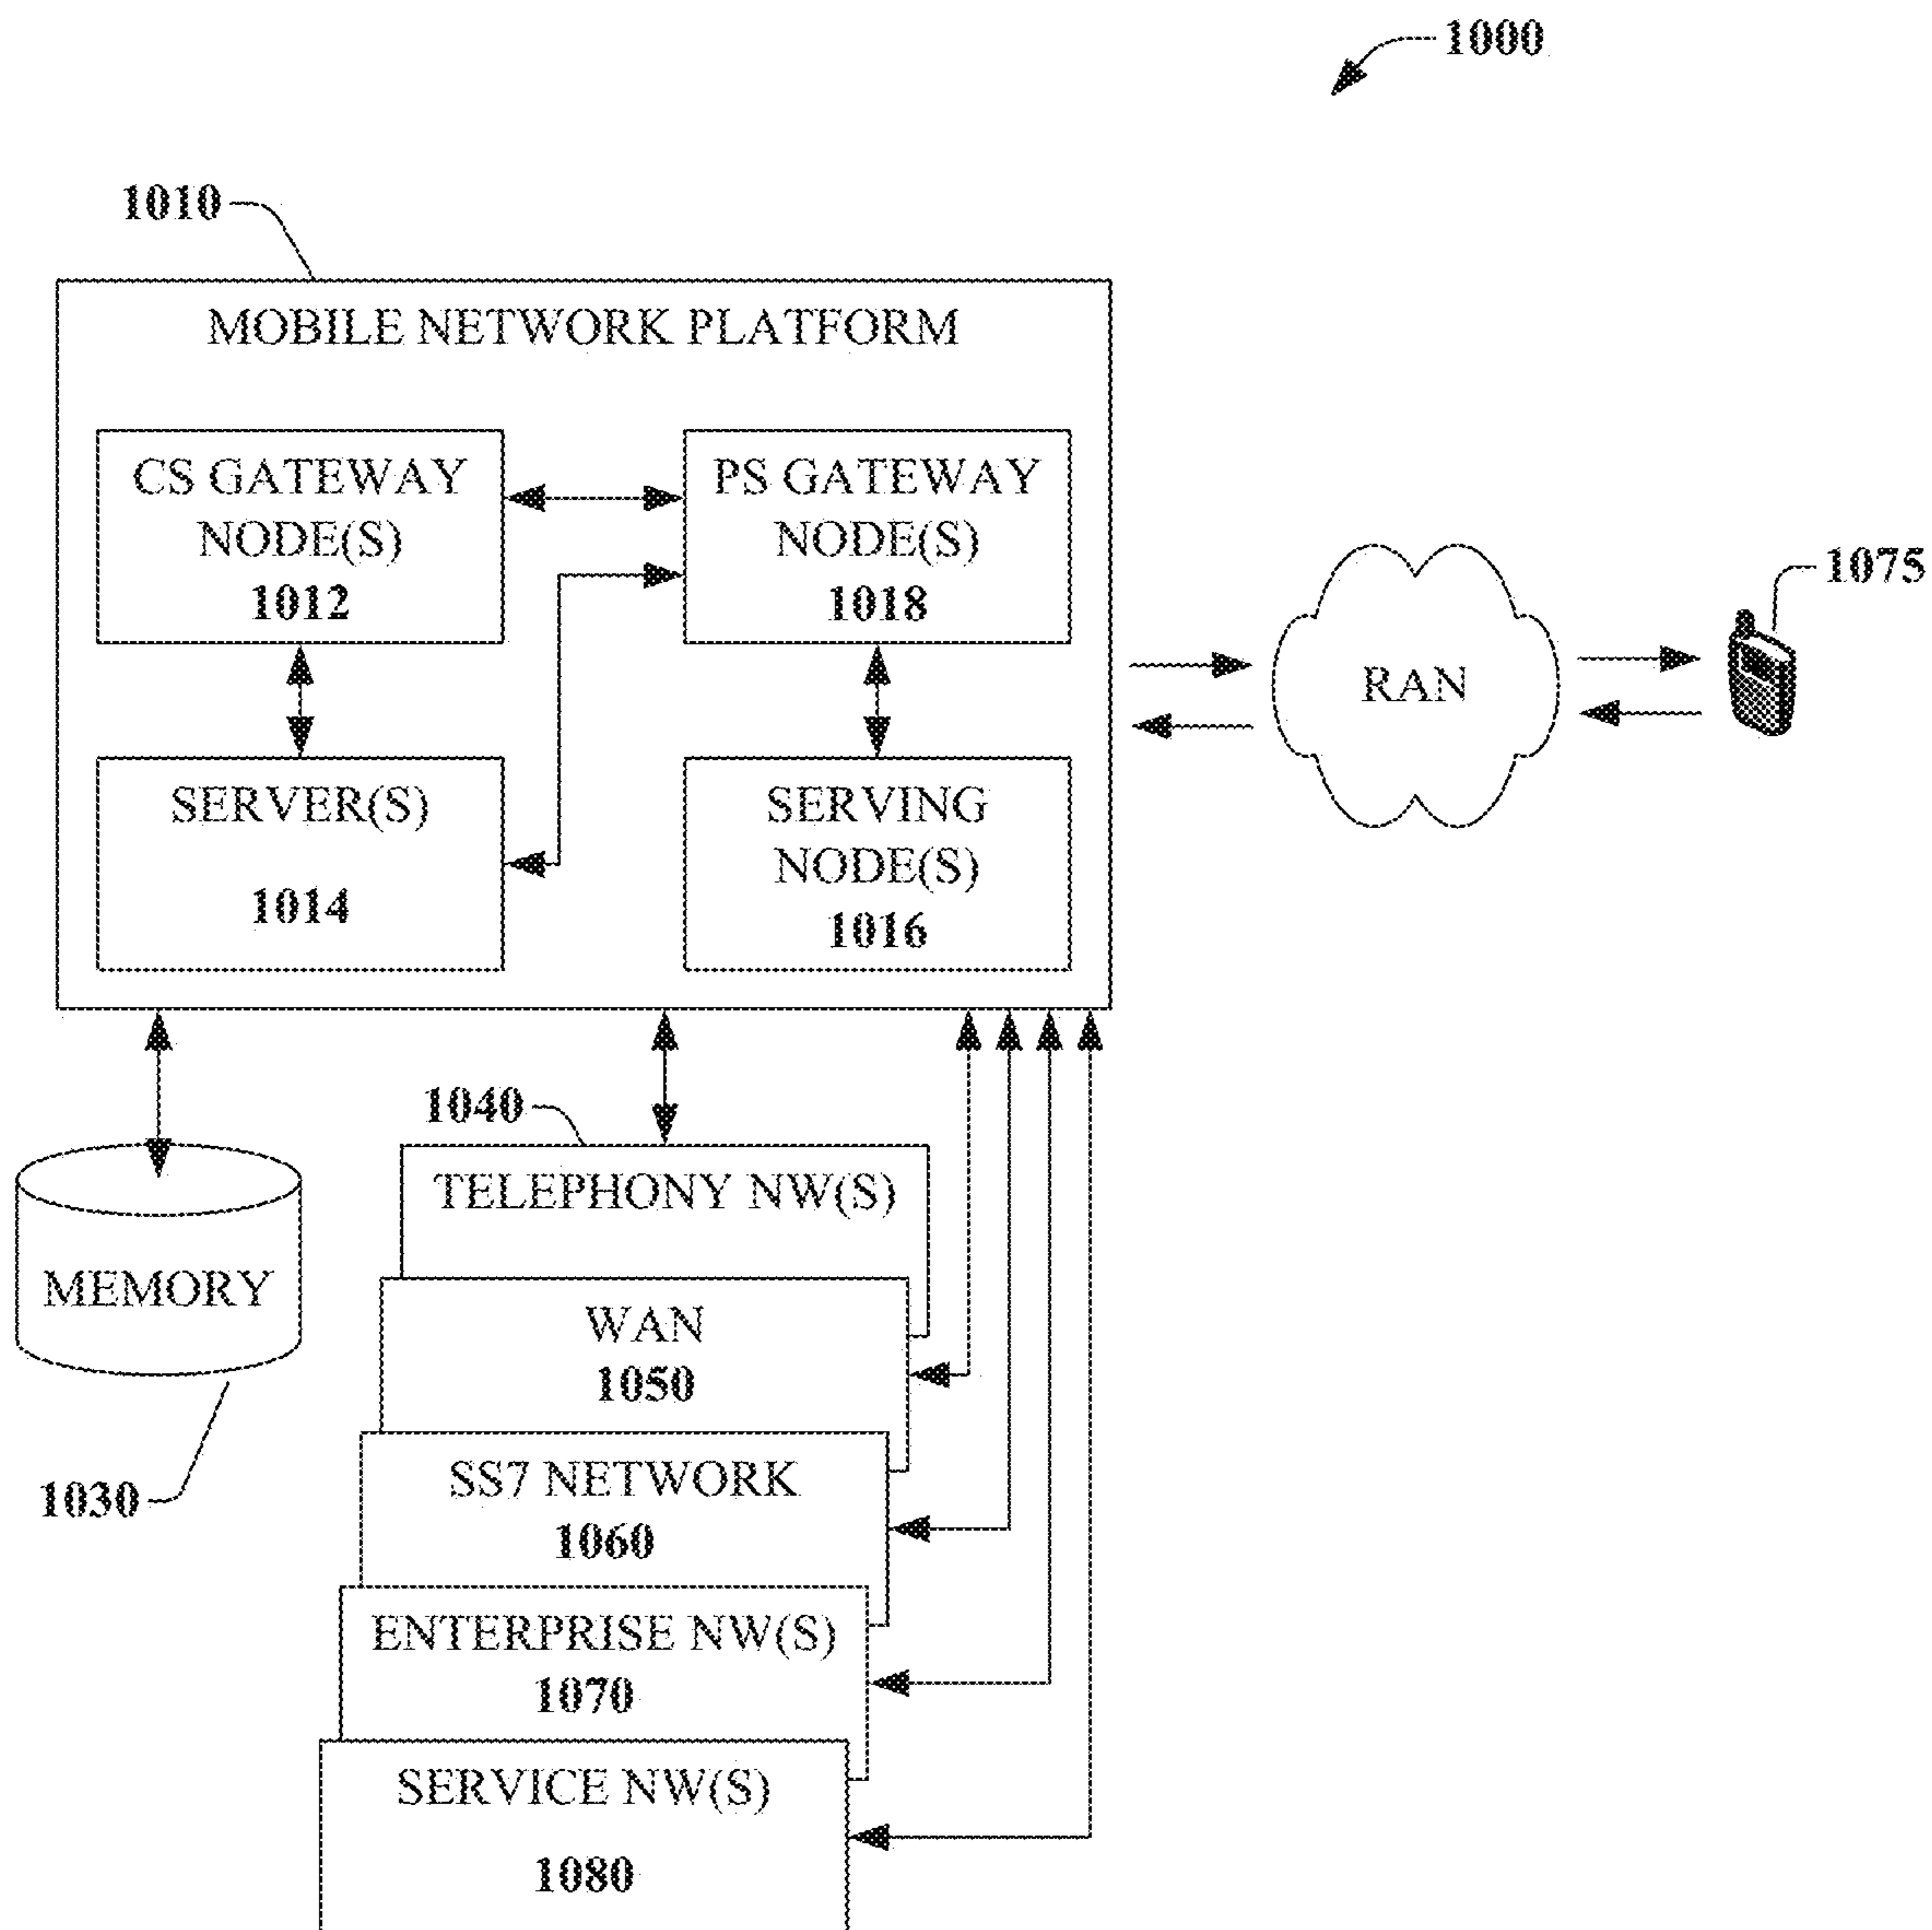 1000
1010
MOBILE NETWORK PLATFORM
CS GATEWAY
NODE(S)
1012
PS GATEWAY
NODE(S)
1018
SERVER(S)
1014
SERVING
NODE(S)
1016
RAN
1075
1040
TELEPHONY NW(S)
MEMORY
1030
WAN
1050
SS7 NETWORK
1060
ENTERPRISE NW(S)
1070
SERVICE NW(S)
1080